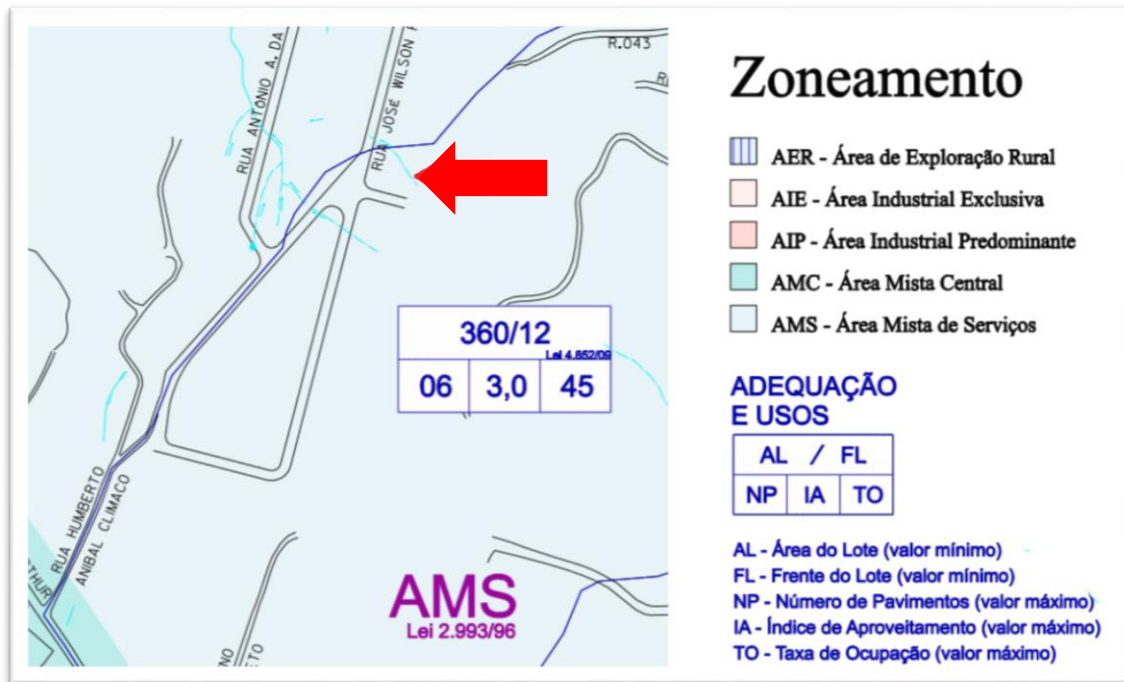 R.043
RUA ANTONIO A. DA
RUA JOSE WILSON
360/12
Lei 4.852/09
06 3,0 45
RUA HUMBERTO
ANIBAL CLIMACO
AMS
Lei 2.993/96
Zoneamento
AER - Área de Exploração Rural
AIE - Área Industrial Exclusiva
AIP - Área Industrial Predominante
AMC - Área Mista Central
AMS - Área Mista de Serviços
ADEQUAÇÃO
E USOS
AL / FL
NP IA TO
AL - Área do Lote (valor mínimo)
FL - Frente do Lote (valor mínimo)
NP - Número de Pavimentos (valor máximo)
IA - Índice de Aproveitamento (valor máximo)
TO - Taxa de Ocupação (valor máximo)